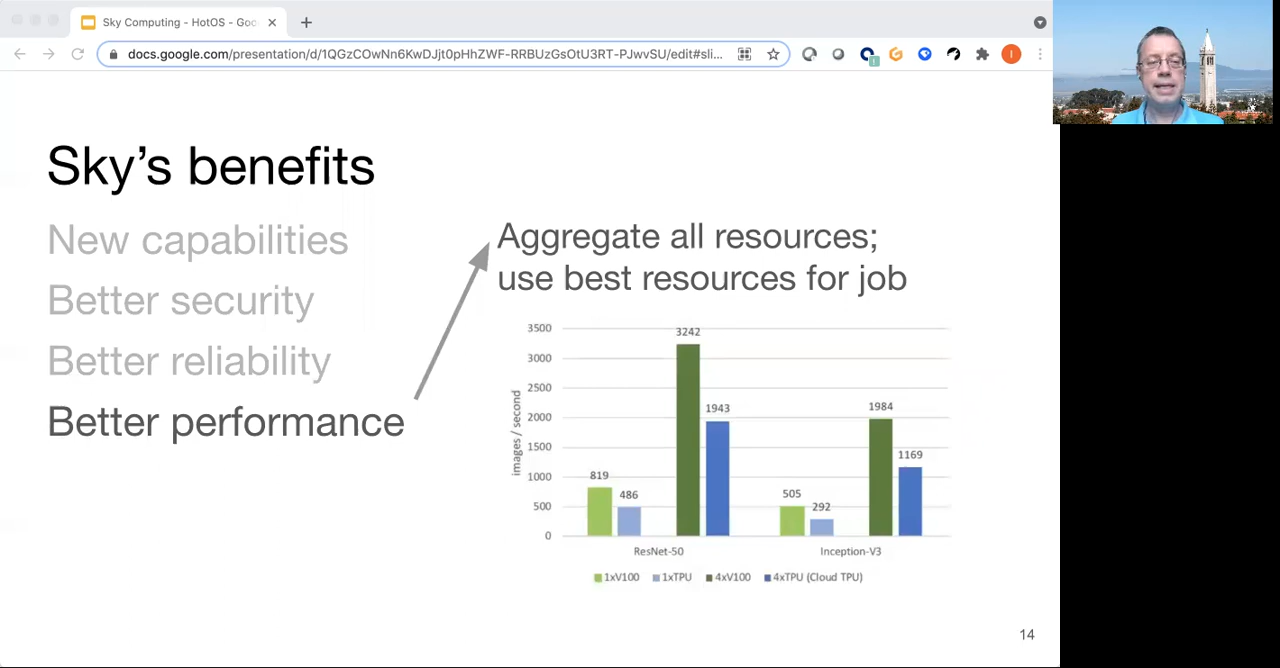 Sky Computing - HotOS - Goo
docs.google.com/presentation/d/1QGzCOwNn6KwDJjt0pHhZWF-RRBUzGsOtU3RT-PJwvSU/edit#sli...
I
Sky's benefits
New capabilities
Better security
Better reliability
Better performance
Aggregate all resources;
use best resources for job
images / second
3500
3000
2500
2000
1500
1000
500
0
819
486
3242
1943
505
292
1984
1169
ResNet-50
Inception-V3
1xV100
1xTPU
4xV100
4xTPU (Cloud TPU)
14